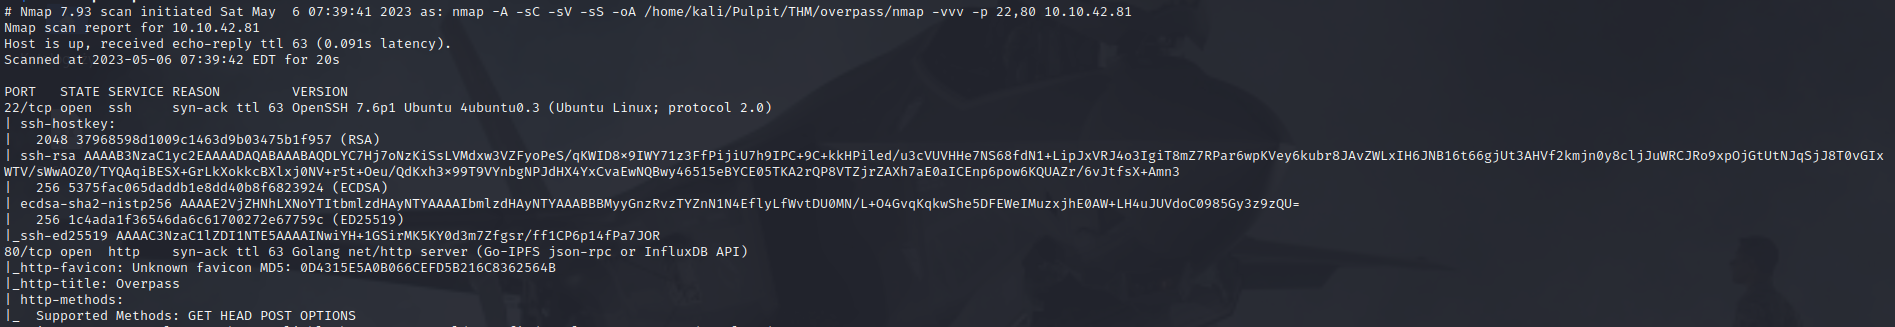 # Nmap 7.93 scan initiated Sat May  6 07:39:41 2023 as: nmap -A -sC -sV -sS -oA /home/kali/Pulpit/THM/overpass/nmap -vvv -p 22,80 10.10.42.81
Nmap scan report for 10.10.42.81
Host is up, received echo-reply ttl 63 (0.091s latency).
Scanned at 2023-05-06 07:39:42 EDT for 20s
PORT   STATE SERVICE REASON         VERSION
22/tcp open  ssh     syn-ack ttl 63 OpenSSH 7.6p1 Ubuntu 4ubuntu0.3 (Ubuntu Linux; protocol 2.0)
| ssh-hostkey:
|   2048 37968598d1009c1463d9b03475b1f957 (RSA)
| ssh-rsa AAAAB3NzaC1yc2EAAAADAQABAAABAQDLYC7Hj7oNzKiSsLVMdxw3VZFyoPeS/qKWID8×9IWY71z3FfPijiU7h9IPC+9C+kkHPiled/u3cVUVHHe7NS68fdN1+LipJxVRJ4o3IgiT8mZ7RPar6wpKVey6kubr8JAvZWLxIH6JNB16t66gjUt3AHVf2kmjn0y8cljJuWRCJRo9xpOjGtUtNJqSjJ8T0vGIx
WTV/sWwAOZ0/TYQAqiBESX+GrLkXokkcBXlxj0NV+r5t+Oeu/QdKxh3×99T9VYnbgNPJdHX4YxCvaEwNQBwy46515eBYCE05TKA2rQP8VTZjrZAXh7aE0aICEnp6pow6KQUAZr/6vJtfsX+Amn3
|   256 5375fac065daddb1e8dd40b8f6823924 (ECDSA)
| ecdsa-sha2-nistp256 AAAAE2VjZHNhLXNoYTItbmlzdHAyNTYAAAAIbmlzdHAyNTYAAABBBMyyGnzRvzTYZnN1N4EflyLfWvtDU0MN/L+O4GvqKqkwShe5DFEWeIMuzxjhE0AW+LH4uJUVdoC0985Gy3z9zQU=
|   256 1c4ada1f36546da6c61700272e67759c (ED25519)
|_ssh-ed25519 AAAAC3NzaC1lZDI1NTE5AAAAINwiYH+1GSirMK5KY0d3m7Zfgsr/ff1CP6p14fPa7JOR
80/tcp open  http    syn-ack ttl 63 Golang net/http server (Go-IPFS json-rpc or InfluxDB API)
|_http-favicon: Unknown favicon MD5: 0D4315E5A0B066CEFD5B216C8362564B
|_http-title: Overpass
| http-methods:
|_  Supported Methods: GET HEAD POST OPTIONS